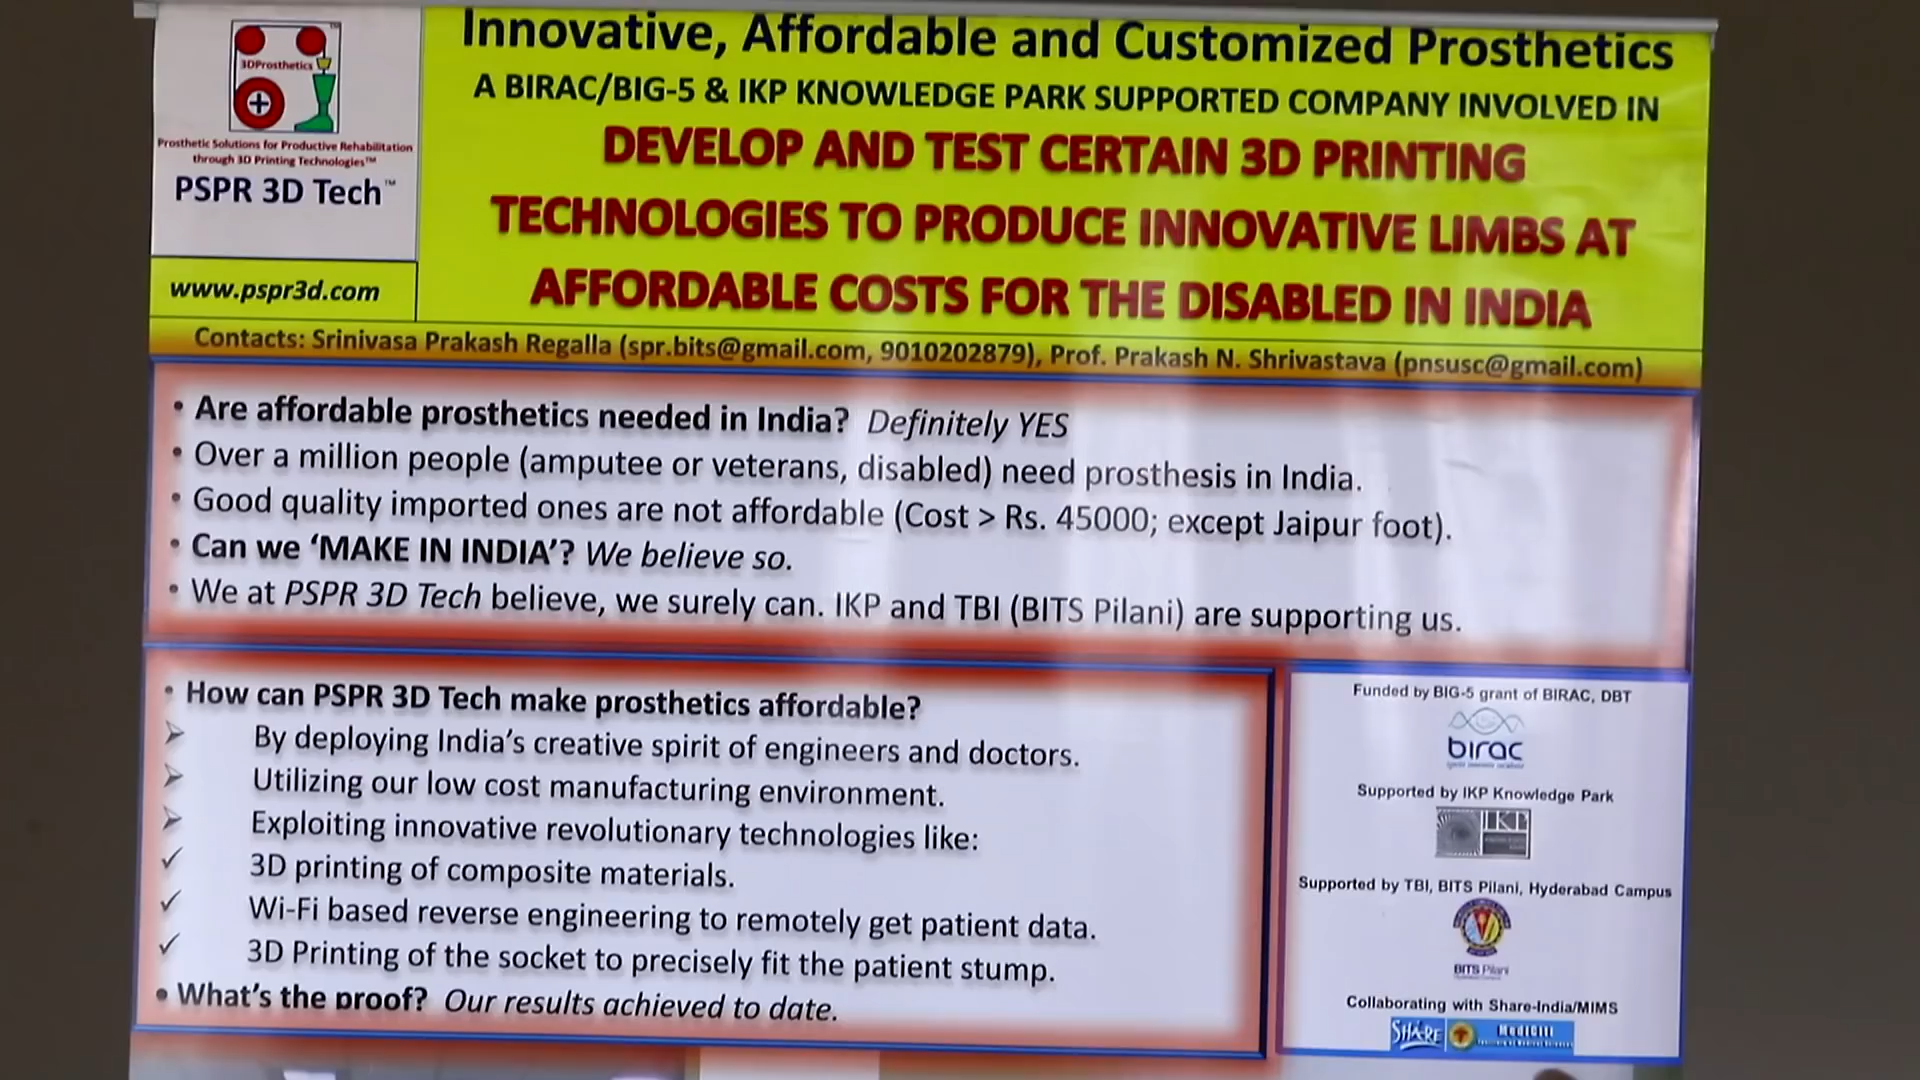 3DProsthetics
Prosthetic Solutions for Productive Rehabilitation
through 3D Printing Technologies™
PSPR 3D Tech™
www.pspr3d.com
Innovative, Affordable and Customized Prosthetics
A BIRAC/BIG-5 & IKP KNOWLEDGE PARK SUPPORTED COMPANY INVOLVED IN
DEVELOP AND TEST CERTAIN 3D PRINTING
TECHNOLOGIES TO PRODUCE INNOVATIVE LIMBS AT
AFFORDABLE COSTS FOR THE DISABLED IN INDIA
Contacts: Srinivasa Prakash Regalla (spr.bits@gmail.com, 9010202879), Prof. Prakash N. Shrivastava (pnsusc@gmail.com)
• Are affordable prosthetics needed in India? Definitely YES
• Over a million people (amputee or veterans, disabled) need prosthesis in India.
• Good quality imported ones are not affordable (Cost > Rs. 45000; except Jaipur foot).
• Can we ‘MAKE IN INDIA’? We believe so.
• We at PSPR 3D Tech believe, we surely can. IKP and TBI (BITS Pilani) are supporting us.
• How can PSPR 3D Tech make prosthetics affordable?
➢ By deploying India’s creative spirit of engineers and doctors.
➢ Utilizing our low cost manufacturing environment.
➢ Exploiting innovative revolutionary technologies like:
✓ 3D printing of composite materials.
✓ Wi-Fi based reverse engineering to remotely get patient data.
✓ 3D Printing of the socket to precisely fit the patient stump.
• What’s the proof? Our results achieved to date.
Funded by BIG-5 grant of BIRAC, DBT
birac
Supported by IKP Knowledge Park
IKP
Supported by TBI, BITS Pilani, Hyderabad Campus
BITS Pilani
Collaborating with Share-India/MIMS
SHARE
MediCiti